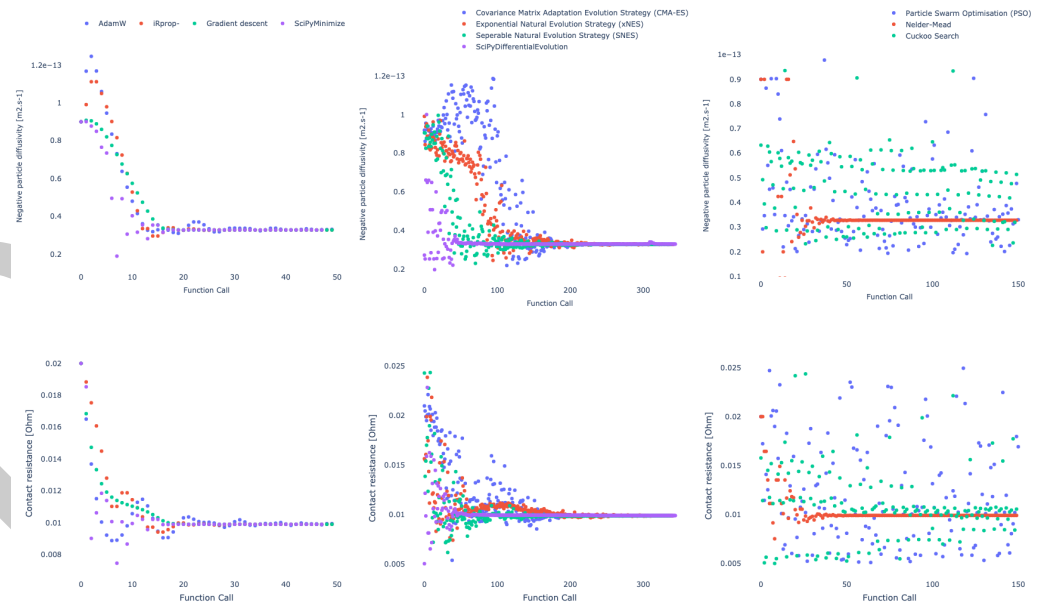 AdamW iRprop- Gradient descent SciPyMinimize
1.2e−13
1
0.8
0.6
0.4
0.2
Negative particle diffusivity [m2.s-1]
0 10 20 30 40 50
Function Call
Covariance Matrix Adaptation Evolution Strategy (CMA-ES)
Exponential Natural Evolution Strategy (xNES)
Seperable Natural Evolution Strategy (SNES)
SciPyDifferentialEvolution
1.2e−13
1
0.8
0.6
0.4
0.2
Negative particle diffusivity [m2.s-1]
0 100 200 300
Function Call
Particle Swarm Optimisation (PSO)
Nelder-Mead
Cuckoo Search
1e−13
0.9
0.8
0.7
0.6
0.5
0.4
0.3
0.2
0.1
Negative particle diffusivity [m2.s-1]
0 50 100 150
Function Call
0.02
0.018
0.016
0.014
0.012
0.01
0.008
Contact resistance [Ohm]
0 10 20 30 40 50
Function Call
0.025
0.02
0.015
0.01
0.005
Contact resistance [Ohm]
0 100 200 300
Function Call
0.025
0.02
0.015
0.01
0.005
Contact resistance [Ohm]
0 50 100 150
Function Call